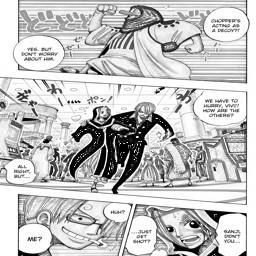 CHOPPER'S
ACTING AS
A DECOY?!
YES, BUT
DON'T WORRY
ABOUT HIM.
WE HAVE TO
HURRY, VIVI!
HOW ARE THE
OTHERS?
ALL
RIGHT,
BUT...
HUH?
ME?
...JUST
GET
SHOT?
SANJI,
DIDN'T
YOU...